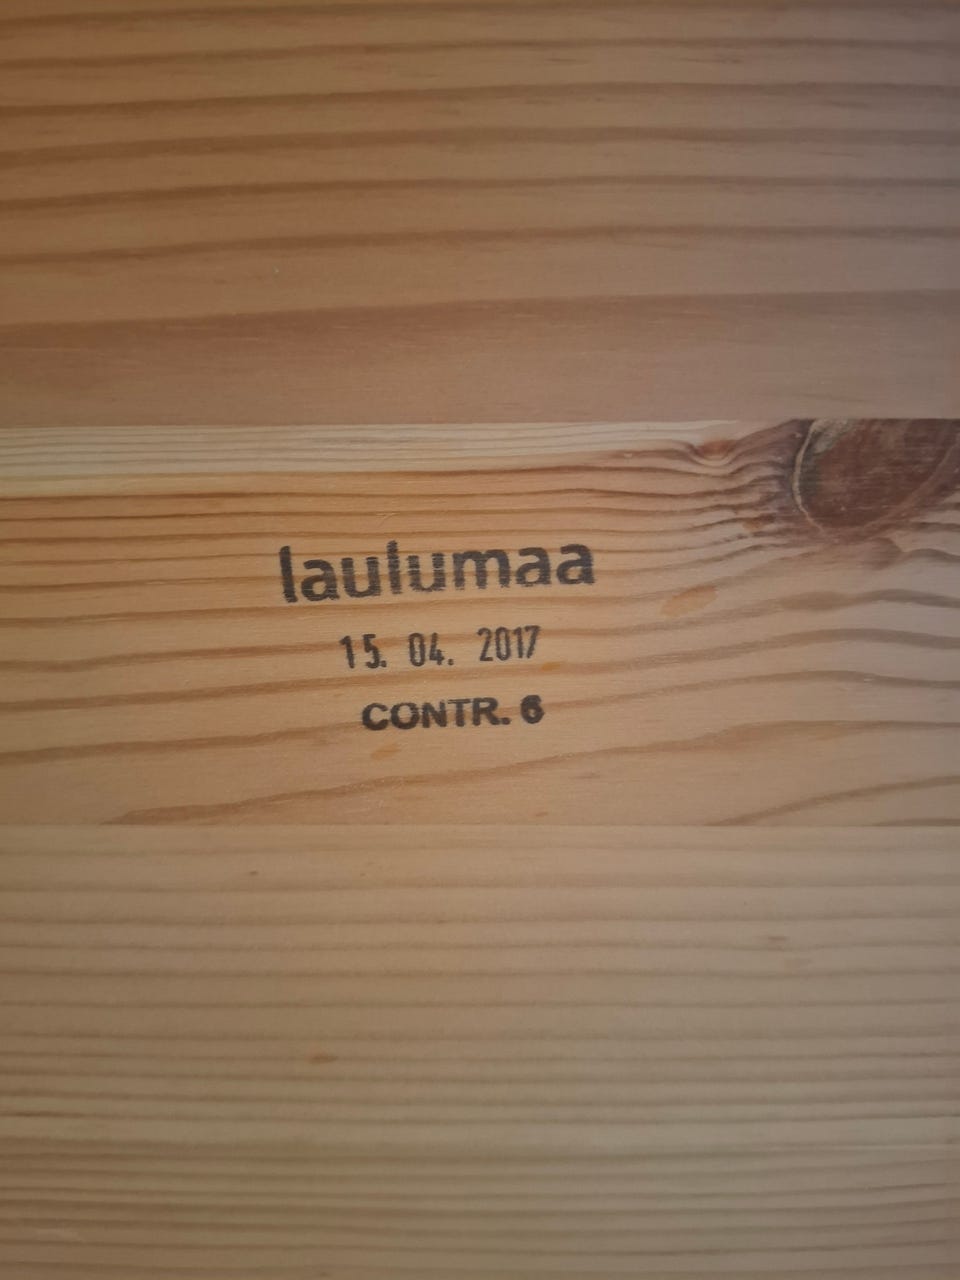 laulumaa
15. 04. 2017
CONTR. 6